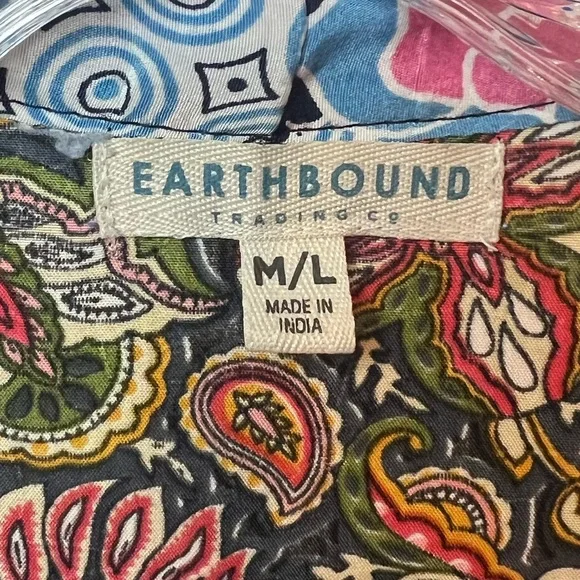 EARTHBOUND
TRADING CO
M/L
MADE IN
INDIA